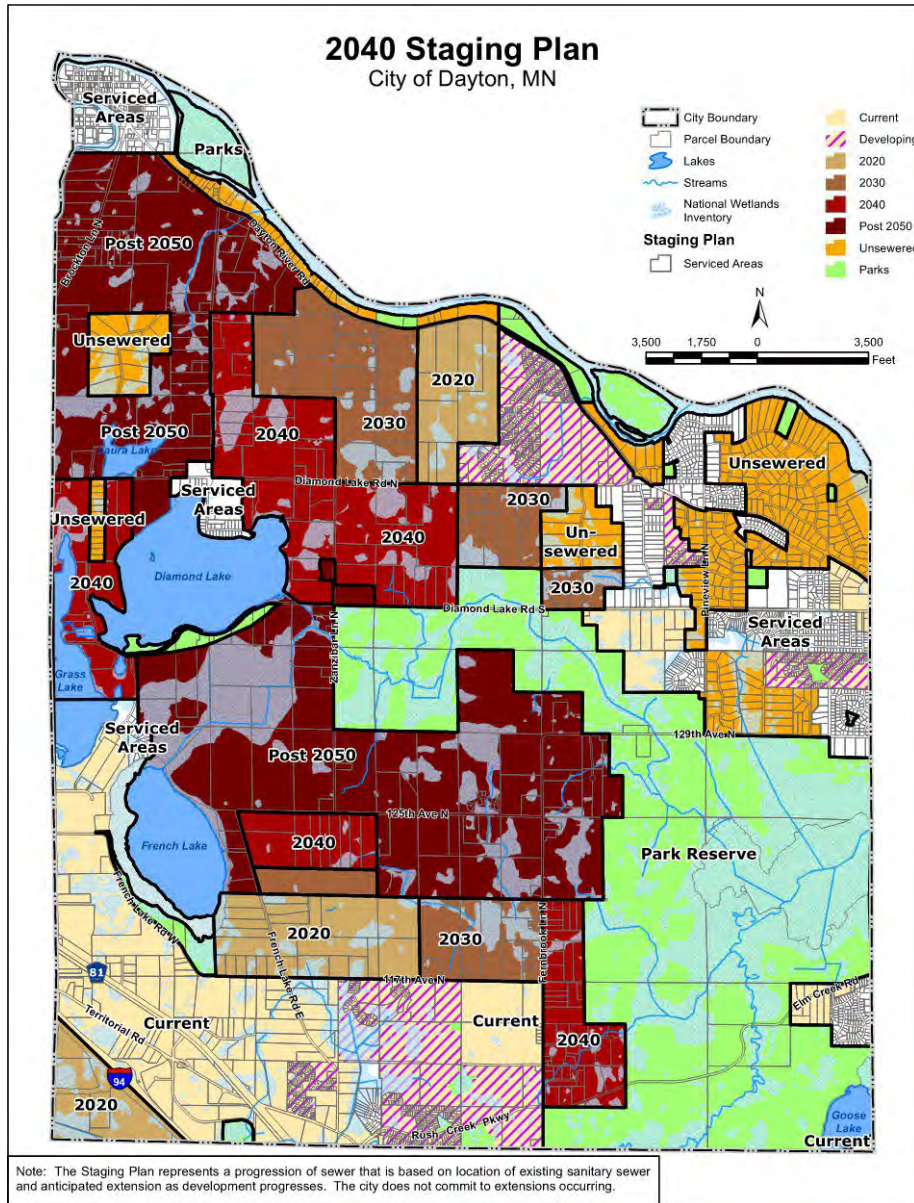 2040 Staging Plan
City of Dayton, MN
City Boundary
Parcel Boundary
Lakes
Streams
National Wetlands
Inventory
Staging Plan
Serviced Areas
Current
Developing
2020
2030
2040
Post 2050
Unsewered
Parks
N
3,500 1,750 0 3,500
Feet
Serviced
Areas
Parks
Post 2050
Brockton Ln N
Dayton River Rd
Unsewered
2020
2030
2040
Post 2050
Laura Lake
Unsewered
Diamond Lake Rd N
2030
Serviced
Areas
Unsewered
2040
Un-
sewered
Diamond Lake
2040
2030
Pineview Ln N
Diamond Lake Rd S
Serviced
Areas
Zanzibar Ln N
Grass
Lake
Serviced
Areas
129th Ave N
Post 2050
125th Ave N
2040
French Lake
Park Reserve
French Lake Rd W
2020
2030
Fernbrook Ln N
French Lake Rd E
117th Ave N
81
Elm Creek Rd
Territorial Rd
Current
Current
2040
94
2020
Rush Creek Pkwy
Goose
Lake
Current
Note: The Staging Plan represents a progression of sewer that is based on location of existing sanitary sewer
and anticipated extension as development progresses. The city does not commit to extensions occurring.